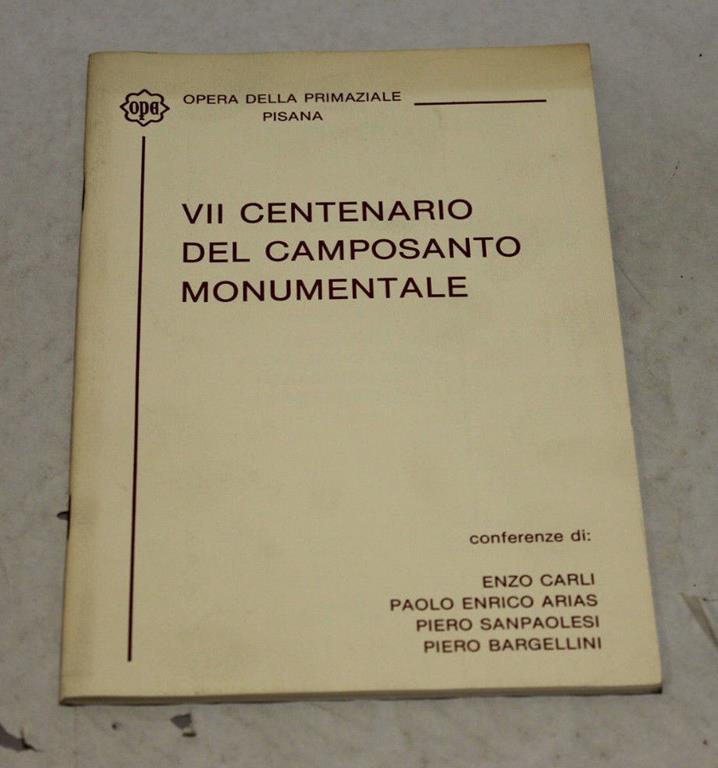 opa
OPERA DELLA PRIMAZIALE
PISANA
VII CENTENARIO
DEL CAMPOSANTO
MONUMENTALE
conferenze di:
ENZO CARLI
PAOLO ENRICO ARIAS
PIERO SANPAOLESI
PIERO BARGELLINI